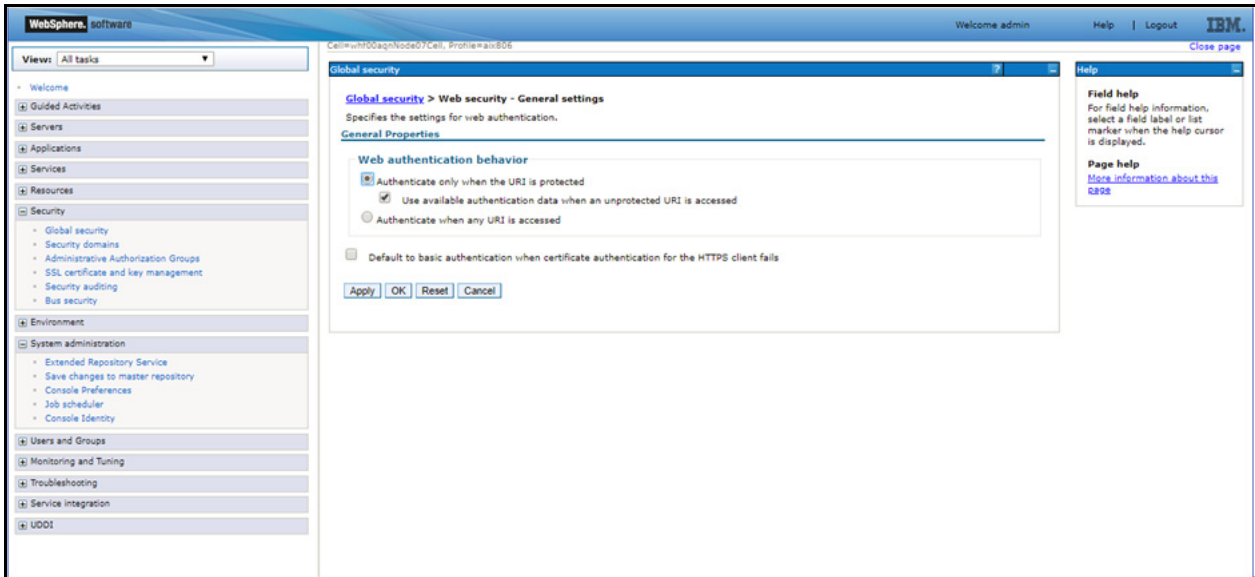 WebSphere. software
Welcome admin
Help | Logout
IBM.
View: All tasks
Welcome
Guided Activities
Servers
Applications
Services
Resources
Security
Global security
Security domains
Administrative Authorization Groups
SSL certificate and key management
Security auditing
Bus security
Environment
System administration
Extended Repository Service
Save changes to master repository
Console Preferences
Job scheduler
Console Identity
Users and Groups
Monitoring and Tuning
Troubleshooting
Service integration
UDDI
Cell=whf00aqnNode07Cell, Profile=aix806
Close page
Global security
?
Global security > Web security - General settings
Specifies the settings for web authentication.
General Properties
Web authentication behavior
Authenticate only when the URI is protected
Use available authentication data when an unprotected URI is accessed
Authenticate when any URI is accessed
Default to basic authentication when certificate authentication for the HTTPS client fails
Apply OK Reset Cancel
Help
Field help
For field help information,
select a field label or list
marker when the help cursor
is displayed.
Page help
More information about this
page